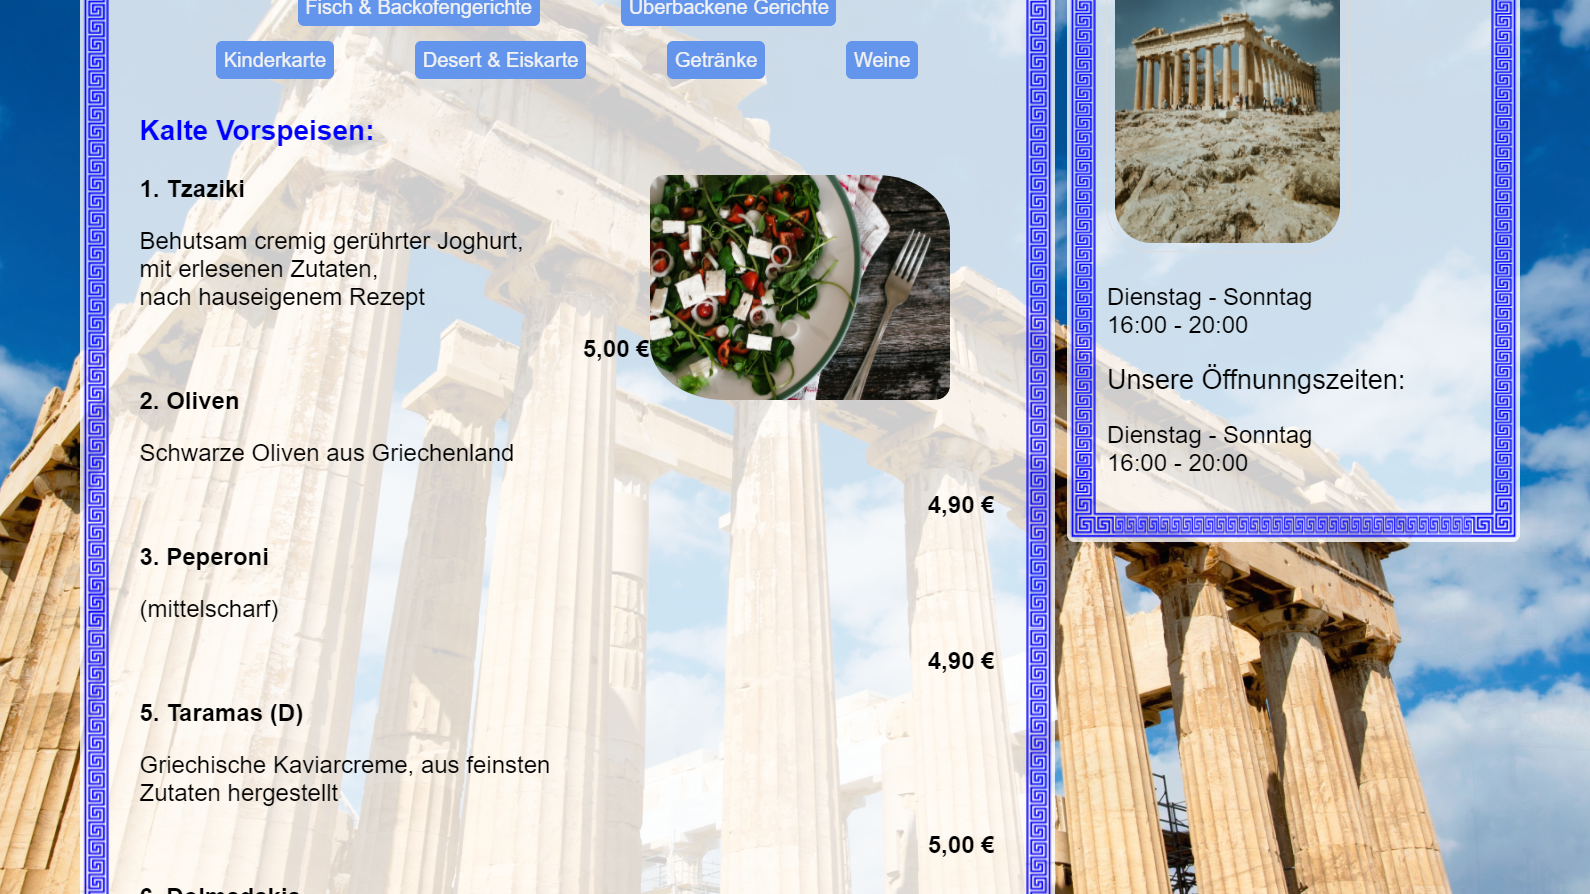 Fisch & Backofengerichte
Überbackene Gerichte
Kinderkarte
Desert & Eiskarte
Getränke
Weine
Kalte Vorspeisen:
1. Tzaziki
Behutsam cremig gerührter Joghurt,
mit erlesenen Zutaten,
nach hauseigenem Rezept
5,00 €
2. Oliven
Schwarze Oliven aus Griechenland
4,90 €
3. Peperoni
(mittelscharf)
4,90 €
5. Taramas (D)
Griechische Kaviarcreme, aus feinsten
Zutaten hergestellt
5,00 €
6. Dolmadakia
Dienstag - Sonntag
16:00 - 20:00
Unsere Öffnunngszeiten:
Dienstag - Sonntag
16:00 - 20:00